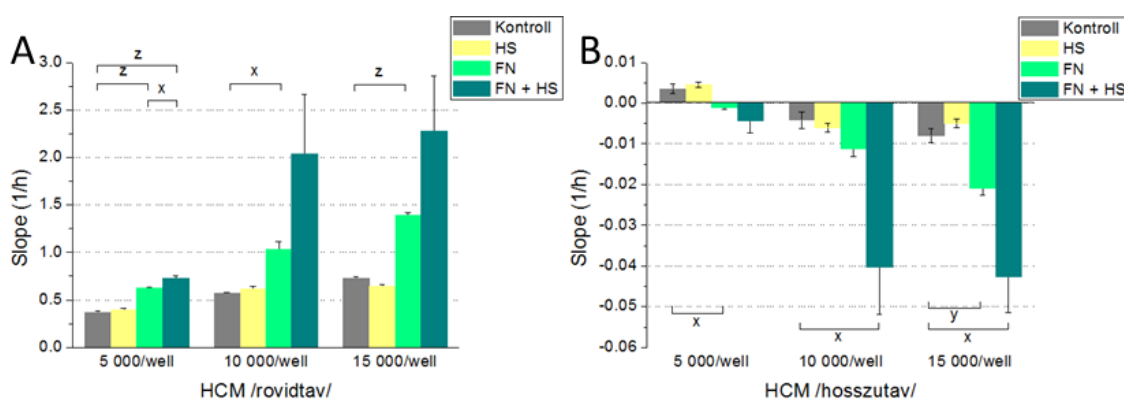 A
Kontroll
HS
FN
FN + HS
z
z
x
x
z
3.0
2.5
2.0
1.5
1.0
0.5
0.0
Slope (1/h)
5 000/well
10 000/well
15 000/well
HCM /rovidtav/
B
Kontroll
HS
FN
FN + HS
0.01
0.00
-0.01
-0.02
-0.03
-0.04
-0.05
-0.06
Slope (1/h)
x
x
y
x
5 000/well
10 000/well
15 000/well
HCM /hosszutav/